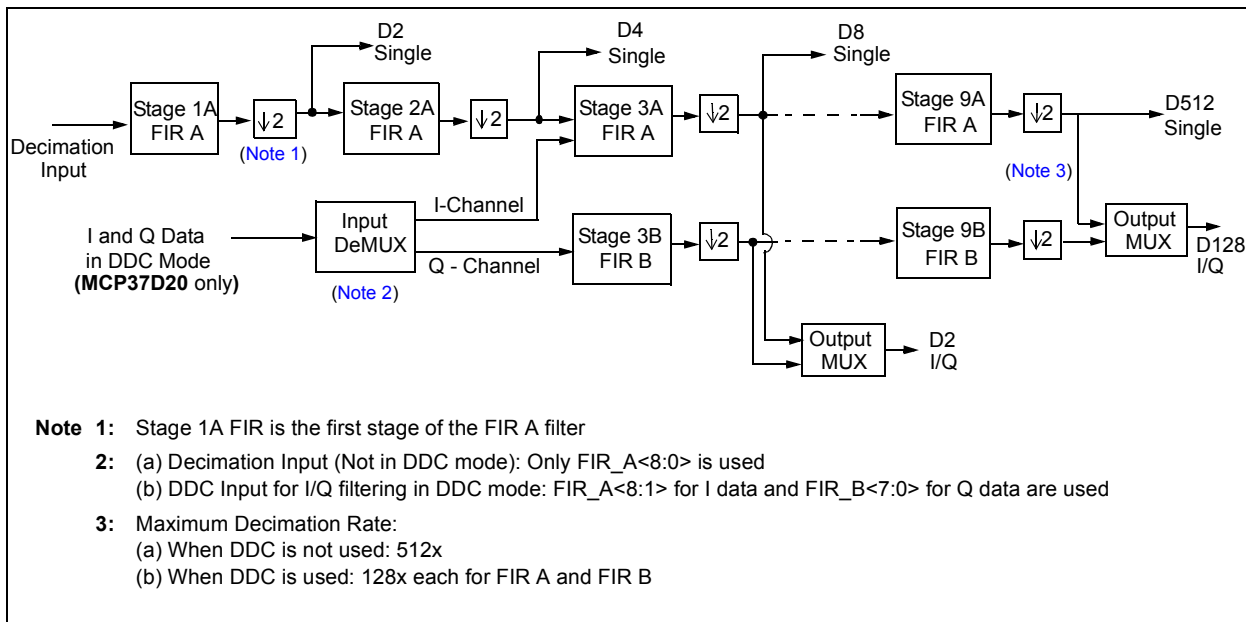 D2
Single
D4
Single
D8
Single
Stage 1A
FIR A
↓2
Stage 2A
FIR A
↓2
Stage 3A
FIR A
↓2
Stage 9A
FIR A
↓2
D512
Single
Decimation
Input
(Note 1)
(Note 3)
I and Q Data
in DDC Mode
(MCP37D20 only)
Input
DeMUX
(Note 2)
I-Channel
Q - Channel
Stage 3B
FIR B
↓2
Stage 9B
FIR B
↓2
Output
MUX
D128
I/Q
Output
MUX
D2
I/Q
Note 1: Stage 1A FIR is the first stage of the FIR A filter
2: (a) Decimation Input (Not in DDC mode): Only FIR_A<8:0> is used
(b) DDC Input for I/Q filtering in DDC mode: FIR_A<8:1> for I data and FIR_B<7:0> for Q data are used
3: Maximum Decimation Rate:
(a) When DDC is not used: 512x
(b) When DDC is used: 128x each for FIR A and FIR B